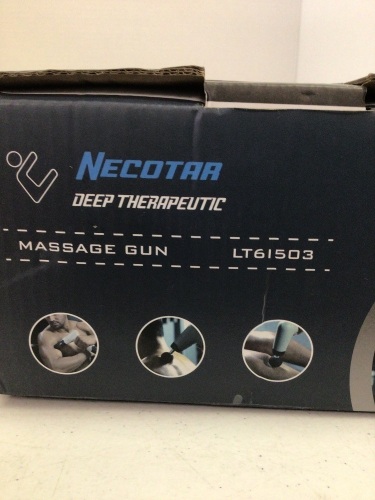 NECOTAR
DEEP THERAPEUTIC
MASSAGE GUN LT61503